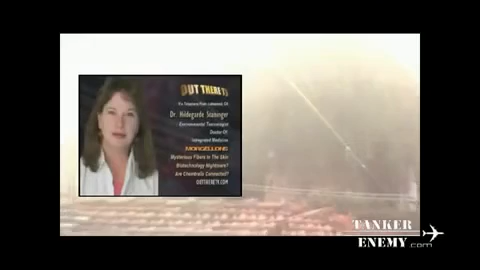 OUT THERE TV
Dr. Hildegarde Staninger
Environmental Toxicologist
Doctor Of
Integrated Medicine
MORGELLONS
Mysterious Fibers In The Skin
Biotechnology Nightmare?
Are Chemtrails Connected?
OUTTHERETV.COM
TANKER
ENEMY.com